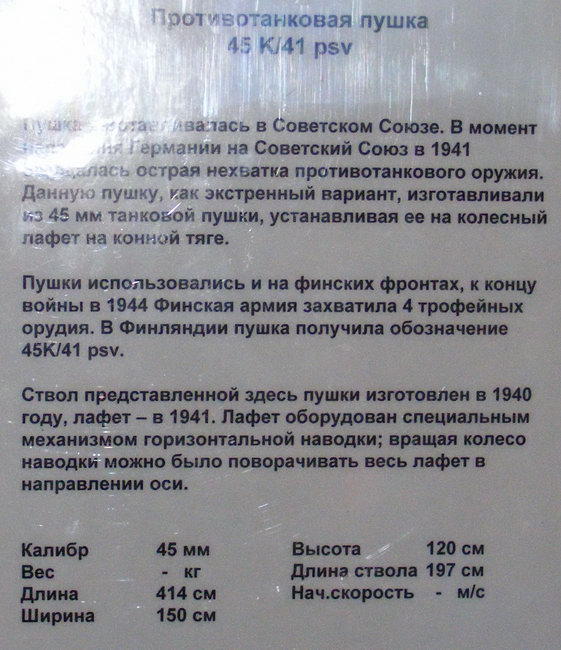 Противотанковая пушка
45 K/41 psv
Пушка изготавливалась в Советском Союзе. В момент
нападения Германии на Советский Союз в 1941
ощущалась острая нехватка противотанкового оружия.
Данную пушку, как экстренный вариант, изготавливали
из 45 мм танковой пушки, устанавливая ее на колесный
лафет на конной тяге.
Пушки использовались и на финских фронтах, к концу
войны в 1944 Финская армия захватила 4 трофейных
орудия. В Финляндии пушка получила обозначение
45K/41 psv.
Ствол представленной здесь пушки изготовлен в 1940
году, лафет – в 1941. Лафет оборудован специальным
механизмом горизонтальной наводки; вращая колесо
наводки можно было поворачивать весь лафет в
направлении оси.
Калибр 45 мм Высота 120 см
Вес - кг Длина ствола 197 см
Длина 414 см Нач.скорость - м/с
Ширина 150 см